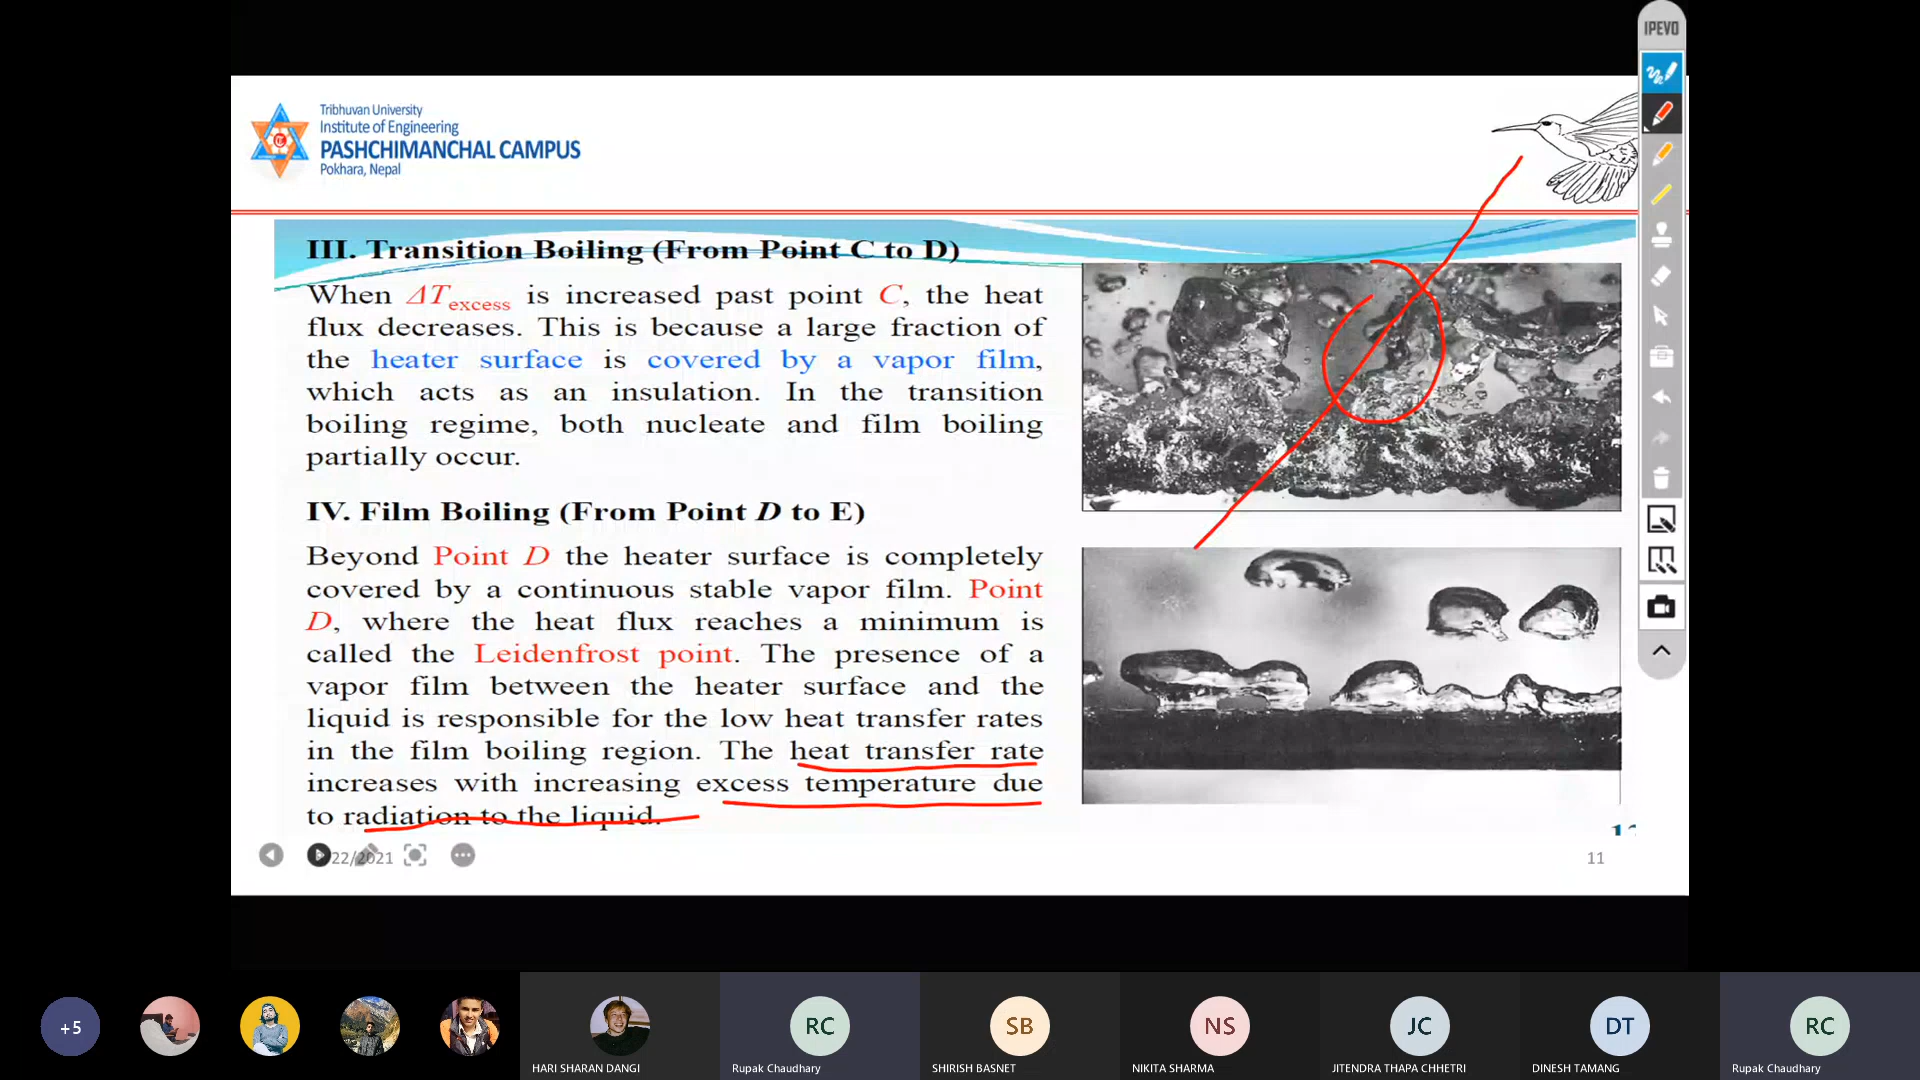 IPEVO
Tribhuvan University
Institute of Engineering
PASHCHIMANCHAL CAMPUS
Pokhara, Nepal
III. Transition Boiling (From Point C to D)
When ΔTexcess is increased past point C, the heat
flux decreases. This is because a large fraction of
the heater surface is covered by a vapor film,
which acts as an insulation. In the transition
boiling regime, both nucleate and film boiling
partially occur.
IV. Film Boiling (From Point D to E)
Beyond Point D the heater surface is completely
covered by a continuous stable vapor film. Point
D, where the heat flux reaches a minimum is
called the Leidenfrost point. The presence of a
vapor film between the heater surface and the
liquid is responsible for the low heat transfer rates
in the film boiling region. The heat transfer rate
increases with increasing excess temperature due
to radiation to the liquid.
22/2021
11
+5
RC
SB
NS
JC
DT
RC
HARI SHARAN DANGI
Rupak Chaudhary
SHIRISH BASNET
NIKITA SHARMA
JITENDRA THAPA CHHETRI
DINESH TAMANG
Rupak Chaudhary